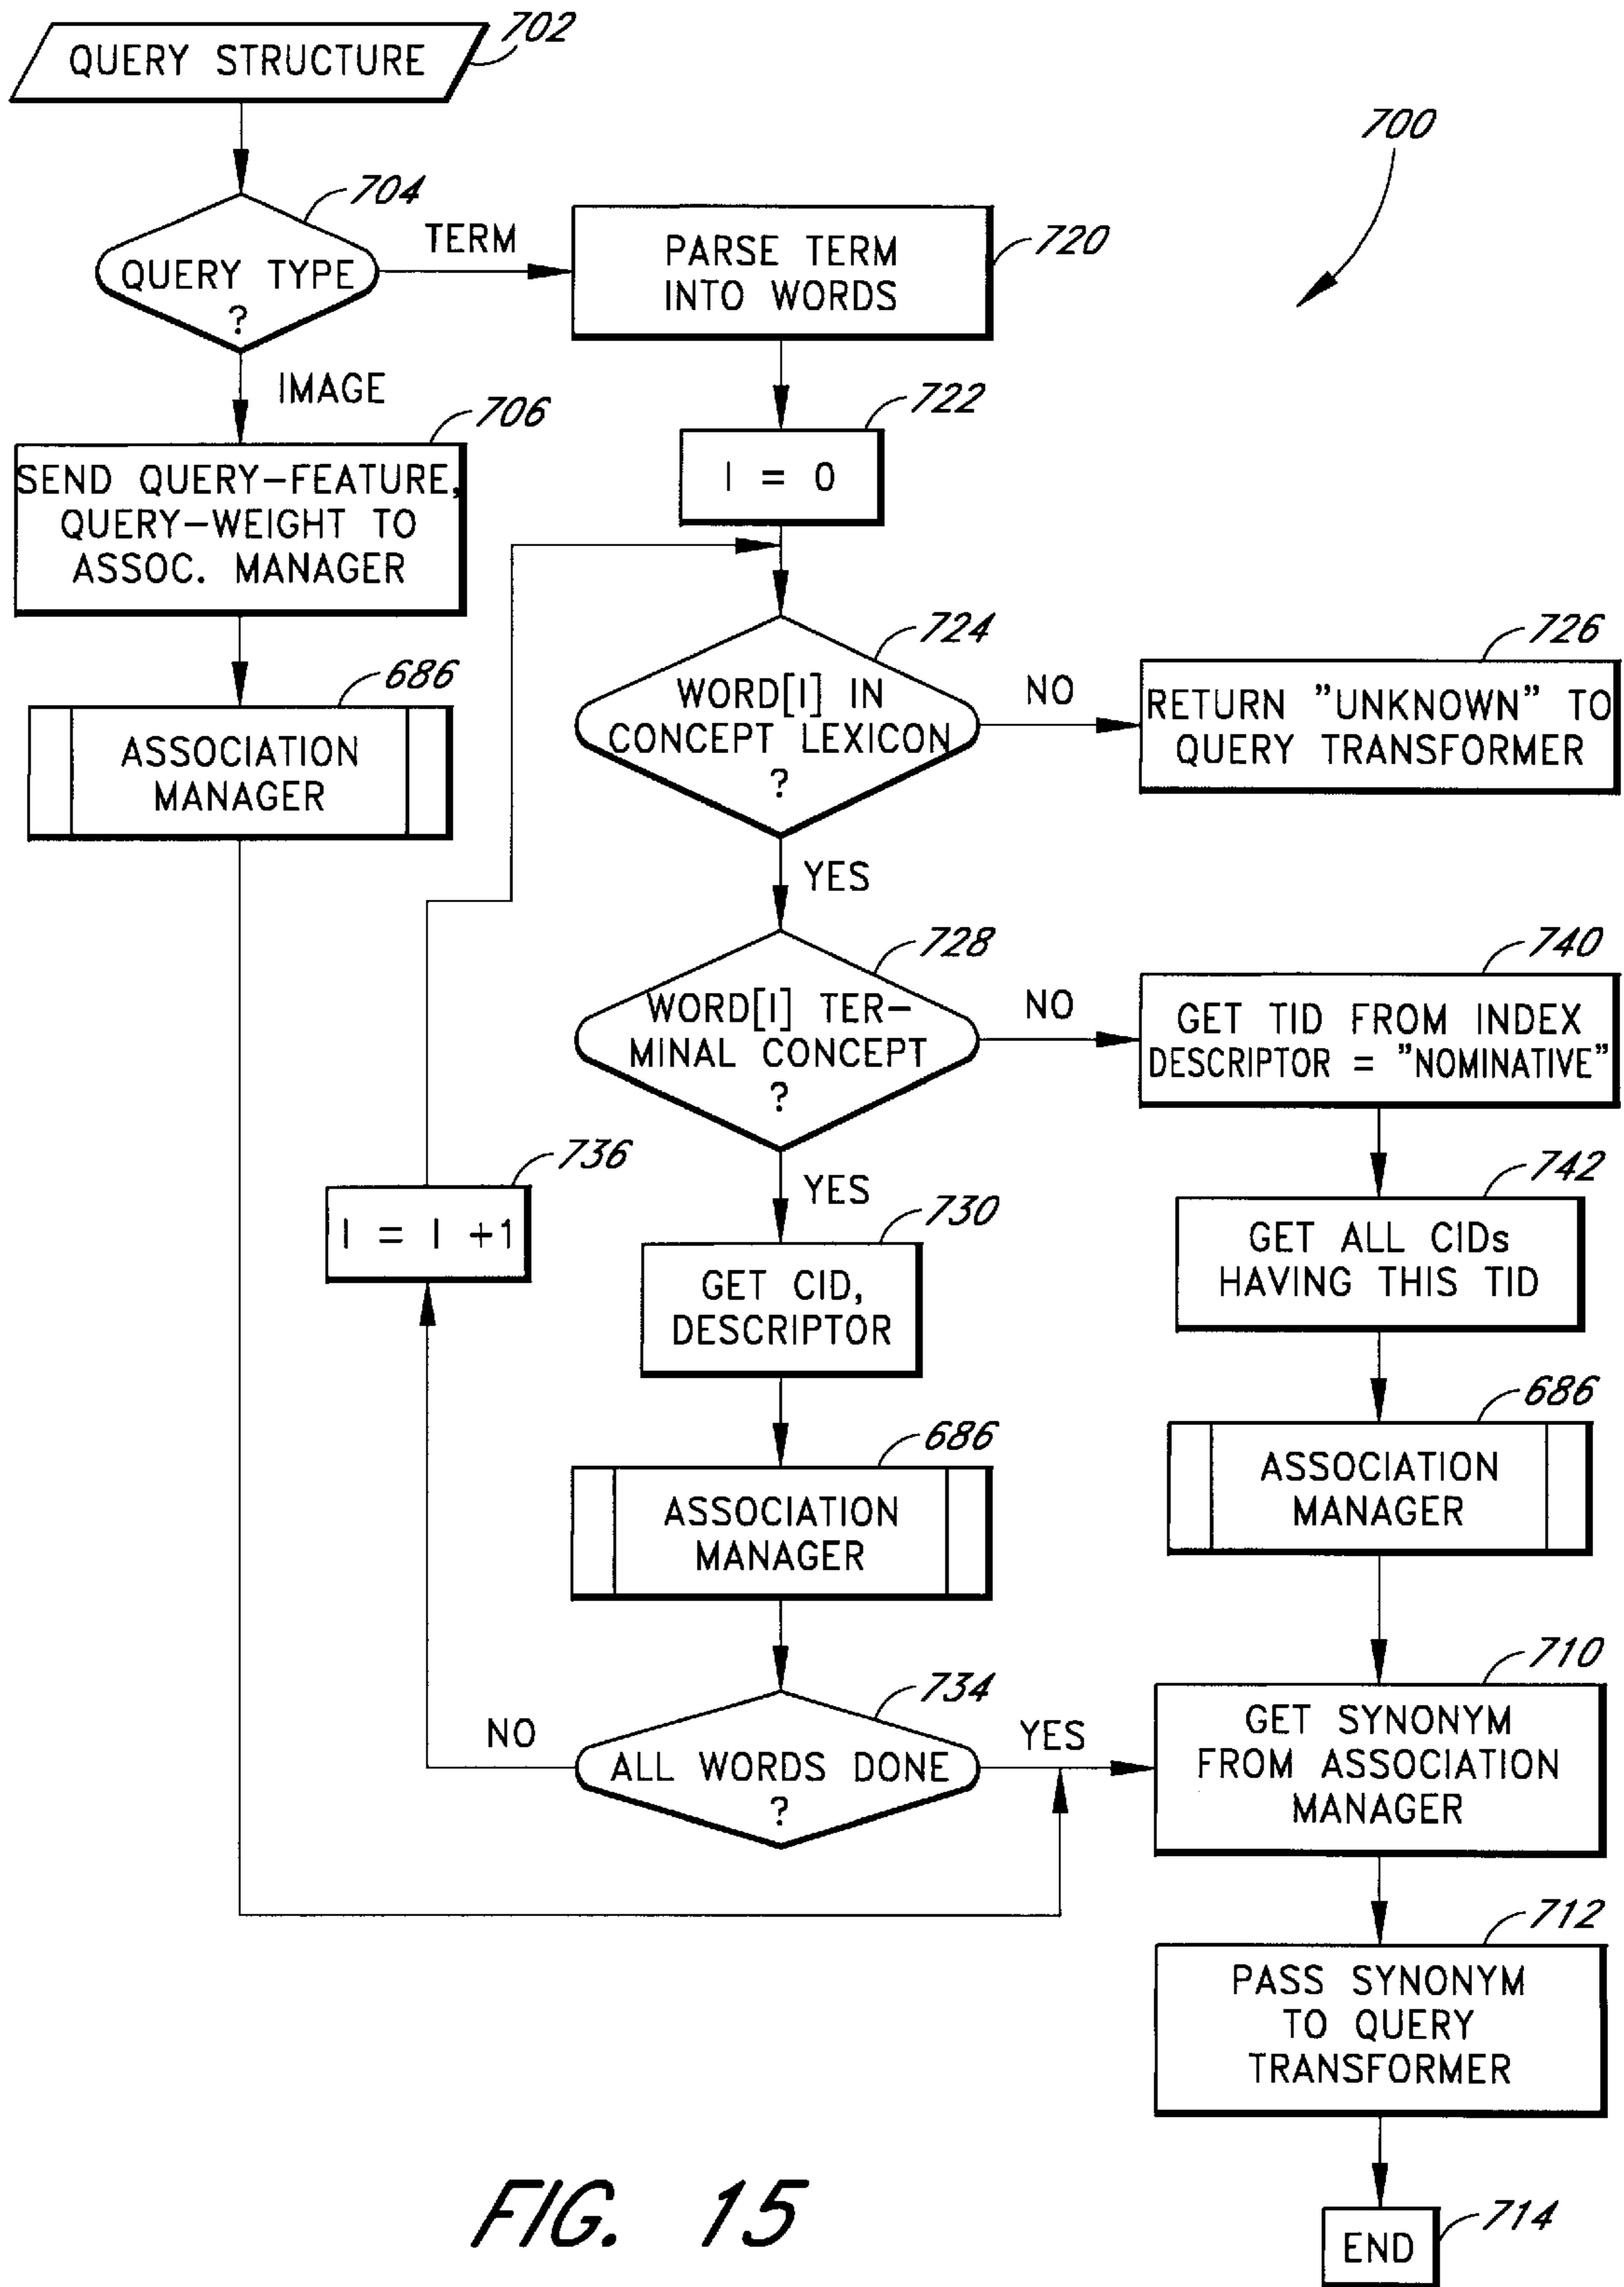 702
QUERY STRUCTURE
700
704
QUERY TYPE
?
TERM
720
PARSE TERM
INTO WORDS
IMAGE
706
SEND QUERY-FEATURE,
QUERY-WEIGHT TO
ASSOC. MANAGER
722
I = 0
686
ASSOCIATION
MANAGER
724
WORD[I] IN
CONCEPT LEXICON
?
NO
726
RETURN "UNKNOWN" TO
QUERY TRANSFORMER
YES
728
WORD[I] TER-
MINAL CONCEPT
?
NO
740
GET TID FROM INDEX
DESCRIPTOR = "NOMINATIVE"
YES
736
I = I +1
730
GET CID,
DESCRIPTOR
742
GET ALL CIDs
HAVING THIS TID
686
ASSOCIATION
MANAGER
686
ASSOCIATION
MANAGER
734
ALL WORDS DONE
?
NO
YES
710
GET SYNONYM
FROM ASSOCIATION
MANAGER
712
PASS SYNONYM
TO QUERY
TRANSFORMER
714
END
FIG. 15